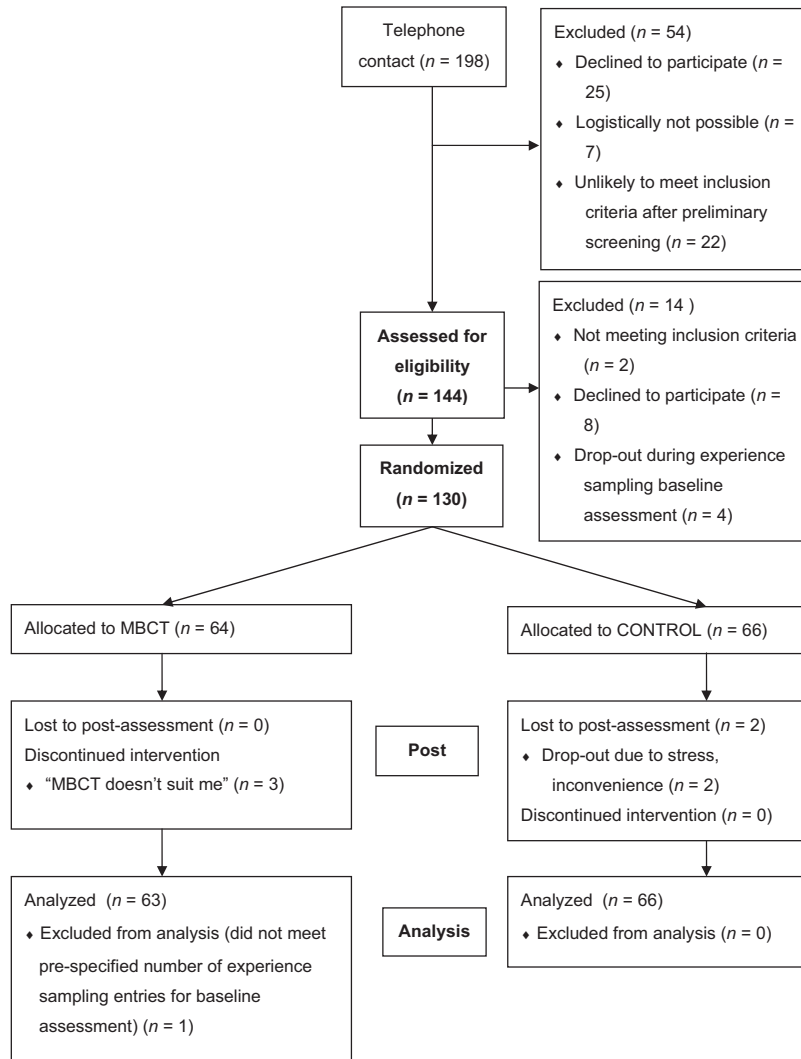 Telephone
contact (n = 198)
Excluded (n = 54)
♦ Declined to participate (n =
25)
♦ Logistically not possible (n =
7)
♦ Unlikely to meet inclusion
criteria after preliminary
screening (n = 22)
Assessed for
eligibility
(n = 144)
Excluded (n = 14 )
♦ Not meeting inclusion criteria
(n = 2)
♦ Declined to participate (n =
8)
♦ Drop-out during experience
sampling baseline
assessment (n = 4)
Randomized
(n = 130)
Allocated to MBCT (n = 64)
Allocated to CONTROL (n = 66)
Lost to post-assessment (n = 0)
Discontinued intervention
♦ “MBCT doesn’t suit me” (n = 3)
Post
Lost to post-assessment (n = 2)
♦ Drop-out due to stress,
inconvenience (n = 2)
Discontinued intervention (n = 0)
Analyzed (n = 63)
♦ Excluded from analysis (did not meet
pre-specified number of experience
sampling entries for baseline
assessment) (n = 1)
Analysis
Analyzed (n = 66)
♦ Excluded from analysis (n = 0)